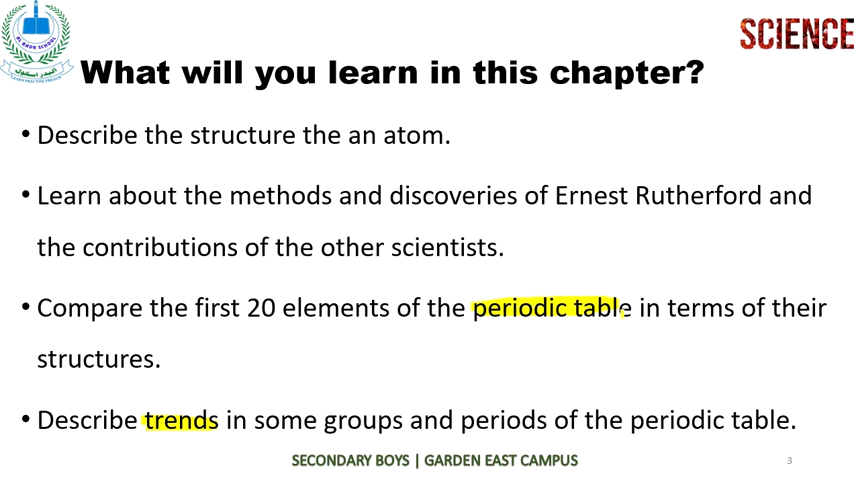 SCIENCE
What will you learn in this chapter?
• Describe the structure the an atom.
• Learn about the methods and discoveries of Ernest Rutherford and
the contributions of the other scientists.
• Compare the first 20 elements of the periodic table in terms of their
structures.
• Describe trends in some groups and periods of the periodic table.
SECONDARY BOYS | GARDEN EAST CAMPUS
3